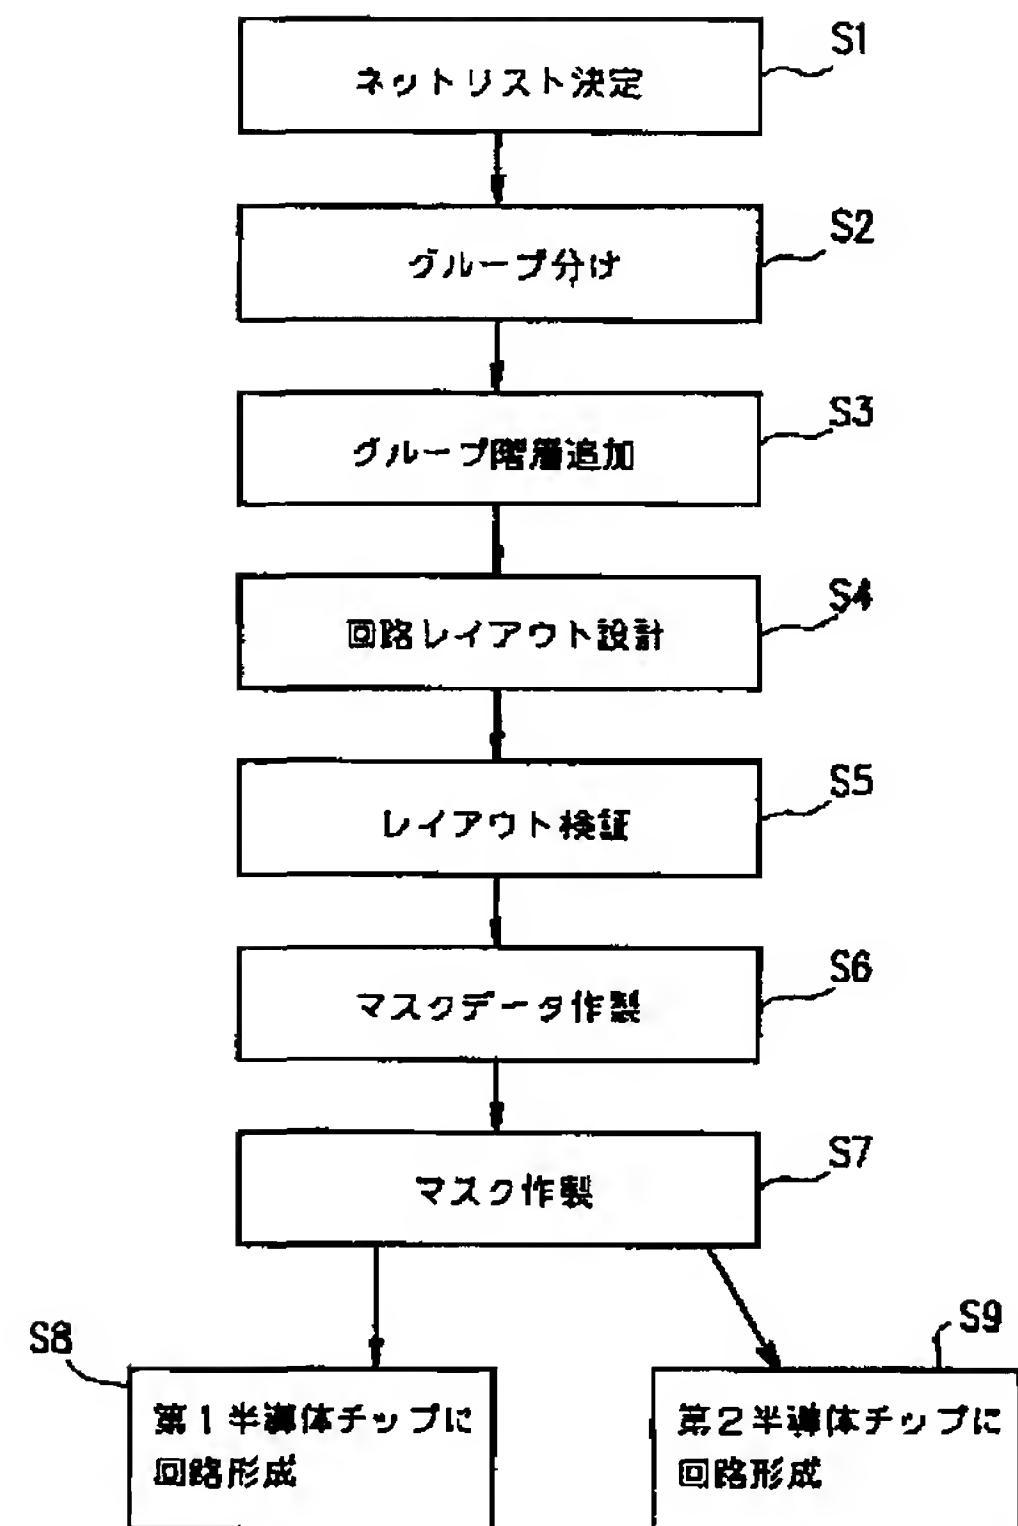 ネットリスト決定
S1
グループ分け
S2
グループ階層追加
S3
回路レイアウト設計
S4
レイアウト検証
S5
マスクデータ作製
S6
マスク作製
S7
S8
第1半導体チップに
回路形成
S9
第2半導体チップに
回路形成